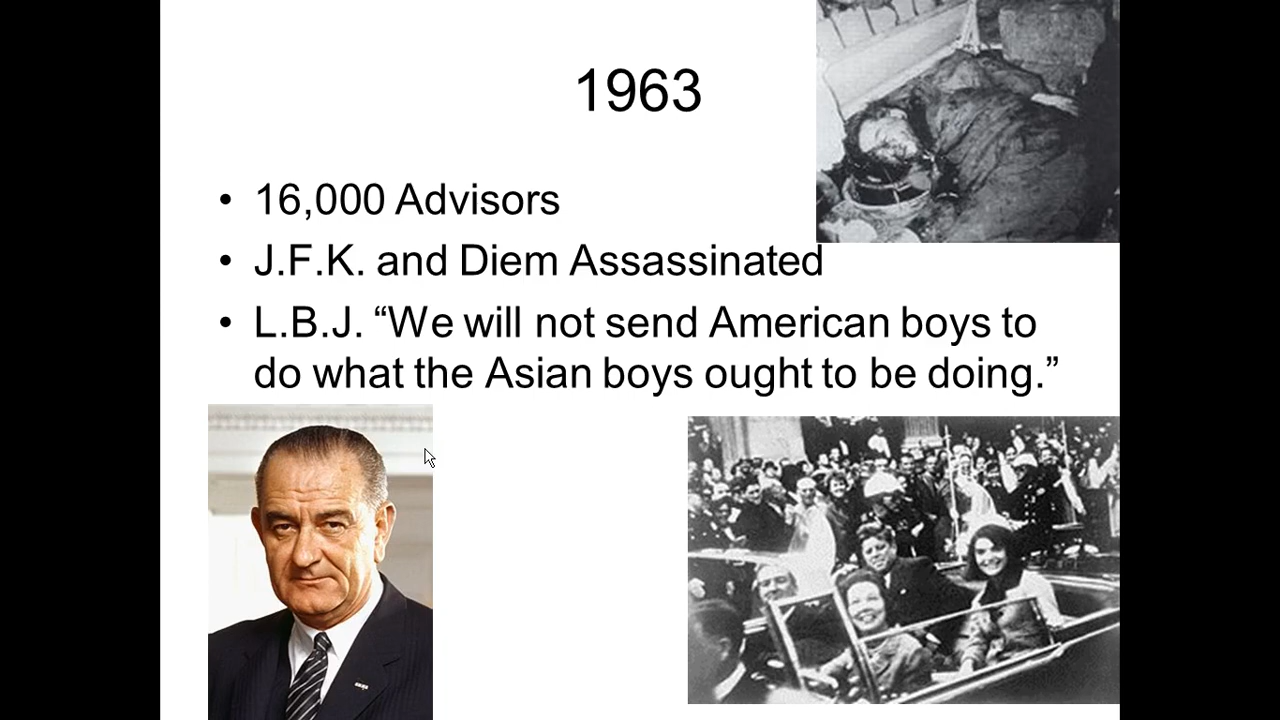 1963
• 16,000 Advisors
• J.F.K. and Diem Assassinated
• L.B.J. “We will not send American boys to
do what the Asian boys ought to be doing.”